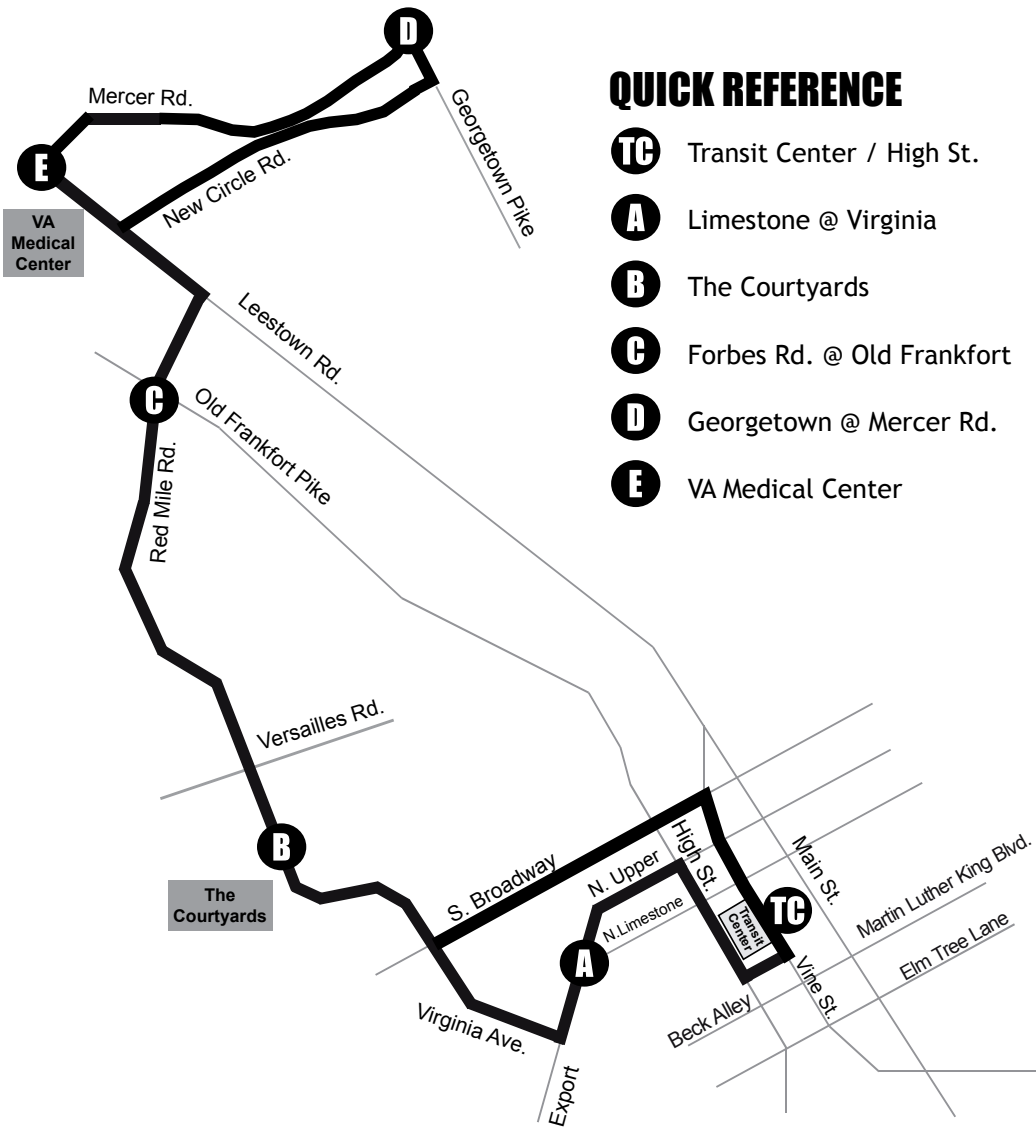 D
Mercer Rd.
Georgetown Pike
E
New Circle Rd.
VA
Medical
Center
Leestown Rd.
C
Old Frankfort Pike
Red Mile Rd.
Versailles Rd.
B
The
Courtyards
S. Broadway
N. Upper
High St.
Main St.
N.Limestone
Transit
Center
TC
Martin Luther King Blvd.
Elm Tree Lane
A
Vine St.
Beck Alley
Virginia Ave.
Export
QUICK REFERENCE
TC Transit Center / High St.
A Limestone @ Virginia
B The Courtyards
C Forbes Rd. @ Old Frankfort
D Georgetown @ Mercer Rd.
E VA Medical Center